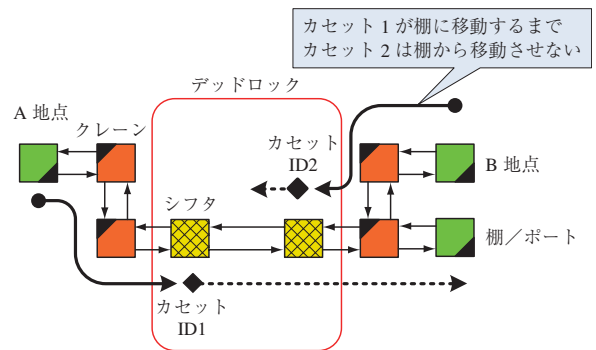 カセット 1 が棚に移動するまで
カセット 2 は棚から移動させない
デッドロック
A 地点
クレーン
カセット
ID2
B 地点
シフタ
棚／ポート
カセット
ID1